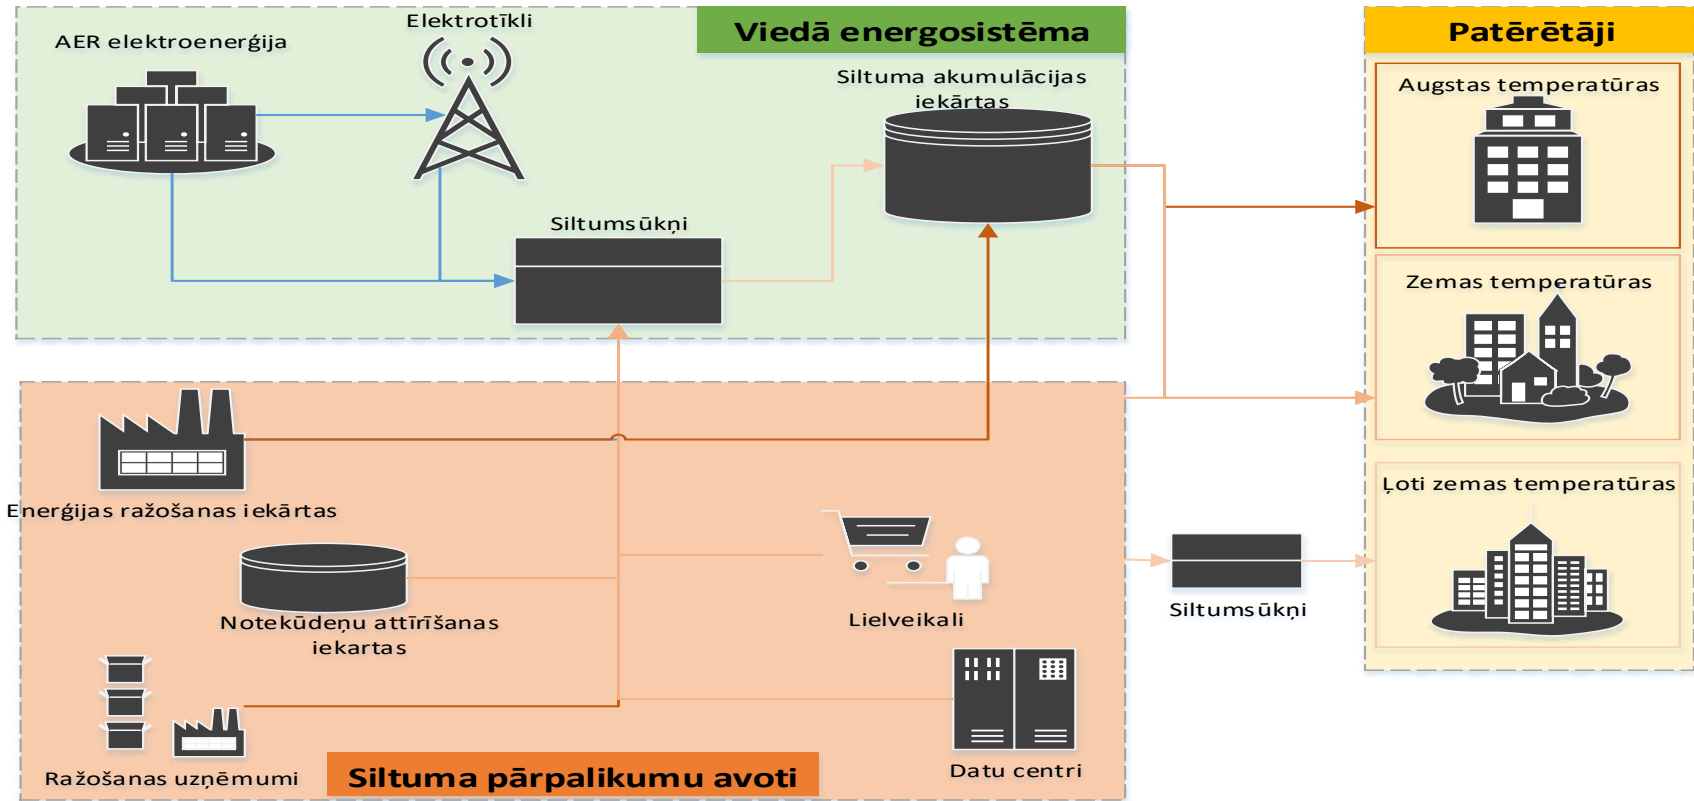 Viedā energosistēma
AER elektroenerģija
Elektrotīkli
Siltuma akumulācijas
iekārtas
Siltumsūkņi
Patērētāji
Augstas temperatūras
Zemas temperatūras
Ļoti zemas temperatūras
Siltumsūkņi
Enerģijas ražošanas iekārtas
Notekūdeņu attīrīšanas
iekartas
Lielveikali
Ražošanas uzņēmumi
Datu centri
Siltuma pārpalikumu avoti